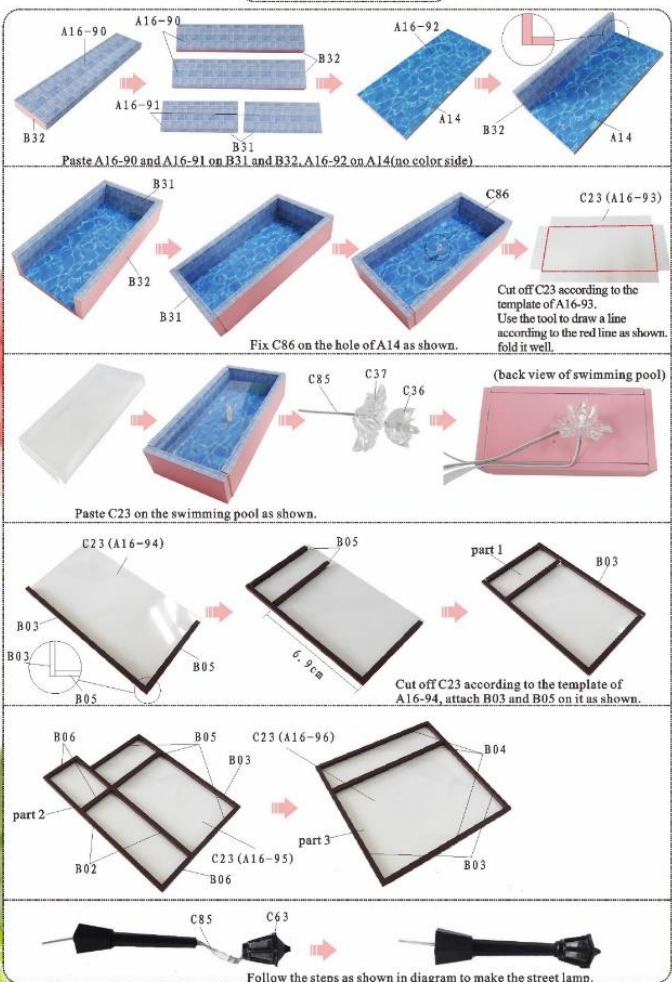 A16-90
B32
A16-90
A16-91
B32
B31
A16-92
A14
B32
A14
Paste A16-90 and A16-91 on B31 and B32, A16-92 on A14(no color side)
B31
B32
B31
C86
C23(A16-93)
Fix C86 on the hole of A14 as shown.
Cut off C23 according to the
template of A16-93.
Use the tool to draw a line
according to the red line as shown.
fold it well.
C85
C37
C36
(back view of swimming pool)
Paste C23 on the swimming pool as shown.
C23(A16-94)
B03
B03
B05
B05
B05
6.9cm
part 1
B03
Cut off C23 according to the template of
A16-94, attach B03 and B05 on it as shown.
B06
B05
B03
part 2
C23(A16-95)
B02
B06
C23(A16-96)
B04
part 3
B03
C85
C63
Follow the steps as shown in diagram to make the street lamp.